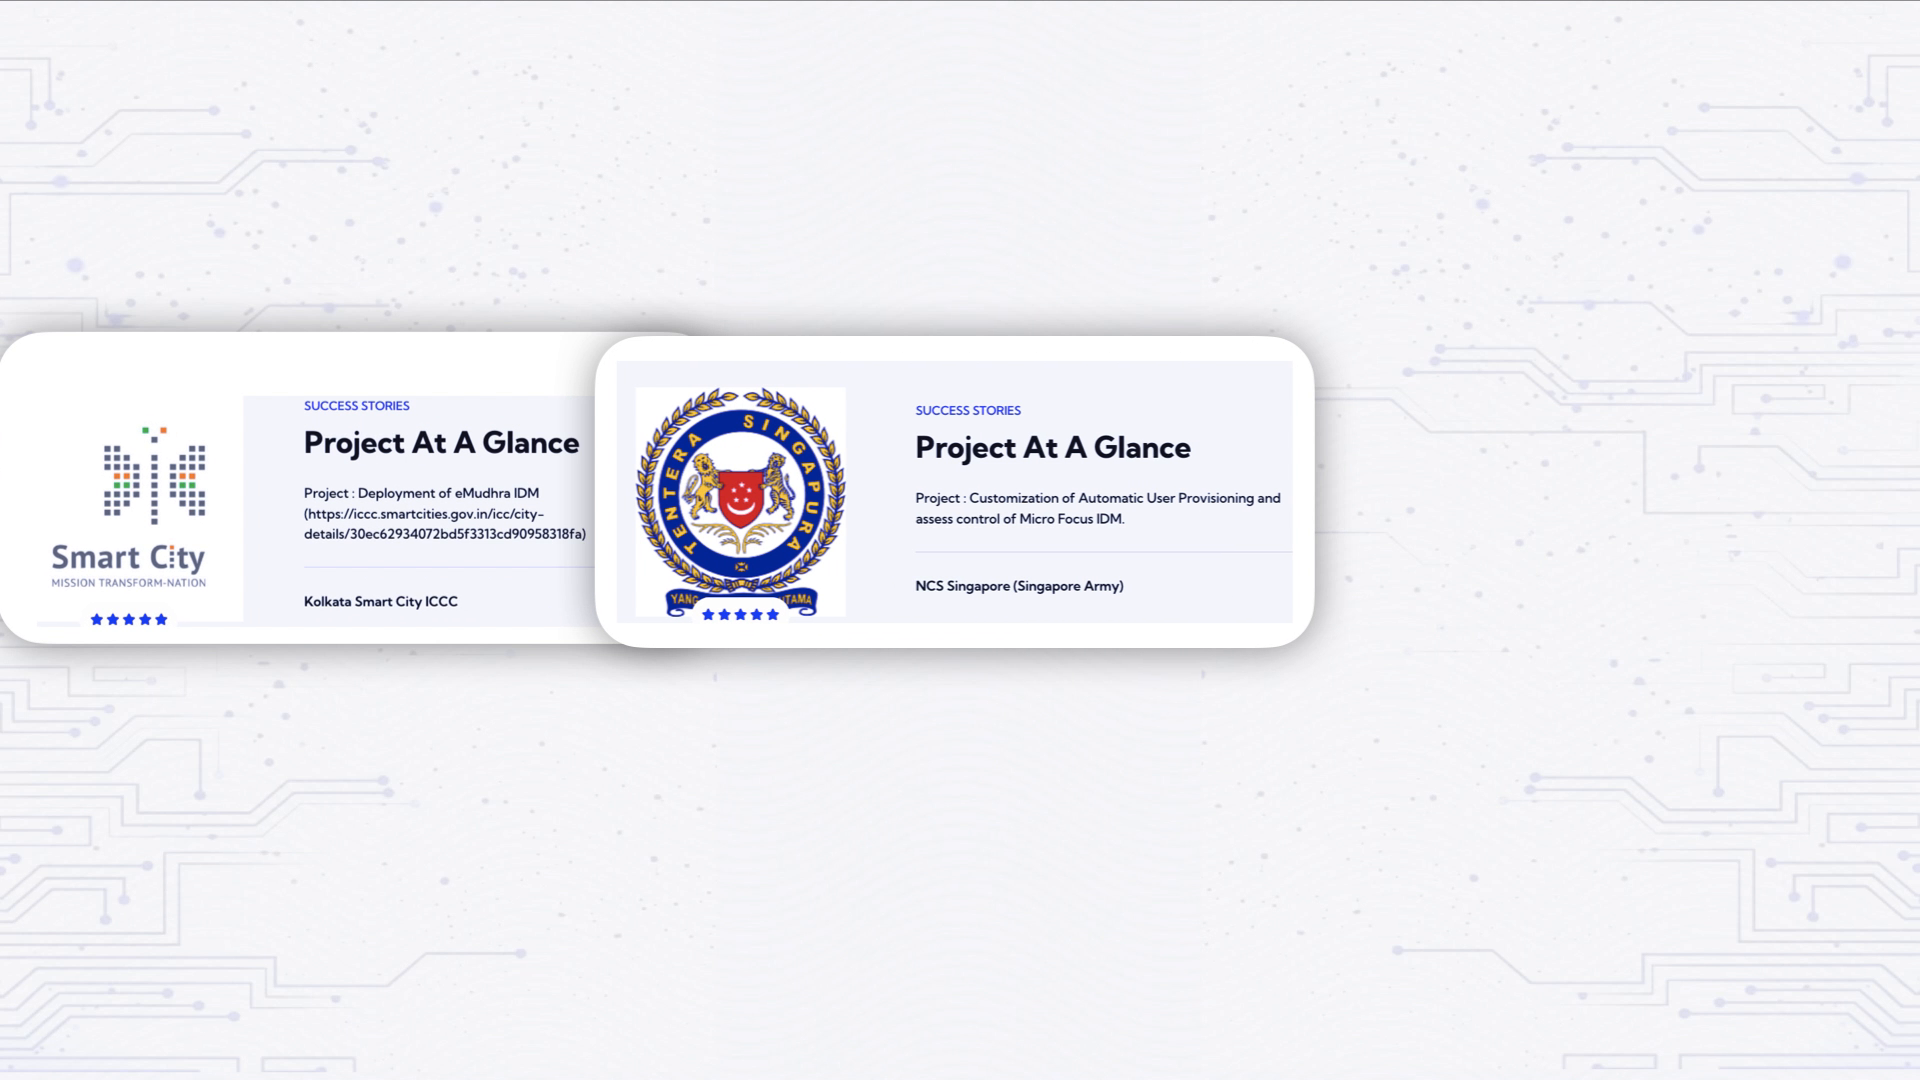 Smart City
MISSION TRANSFORM-NATION
SUCCESS STORIES
Project At A Glance
Project : Deployment of eMudhra IDM
(https://iccc.smartcities.gov.in/icc/city-
details/30ec62934072bd5f3313cd90958318fa)
Kolkata Smart City ICCC
TENTERA SINGAPURA
YANG TAMA
SUCCESS STORIES
Project At A Glance
Project : Customization of Automatic User Provisioning and
assess control of Micro Focus IDM.
NCS Singapore (Singapore Army)